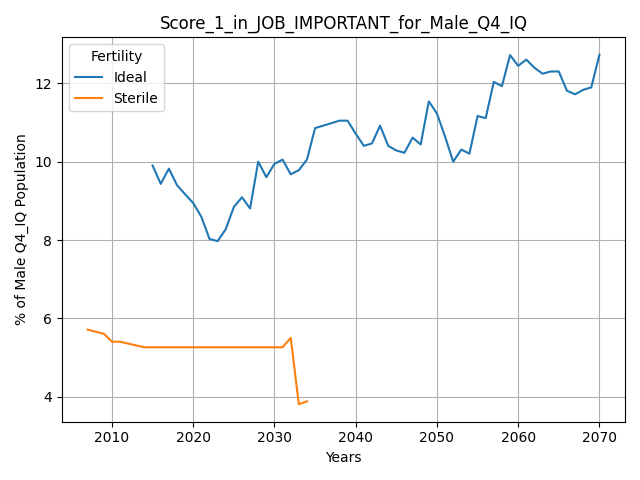 Score_1_in_JOB_IMPORTANT_for_Male_Q4_IQ
Fertility
Ideal
Sterile
% of Male Q4_IQ Population
12
10
8
6
4
2010 2020 2030 2040 2050 2060 2070
Years